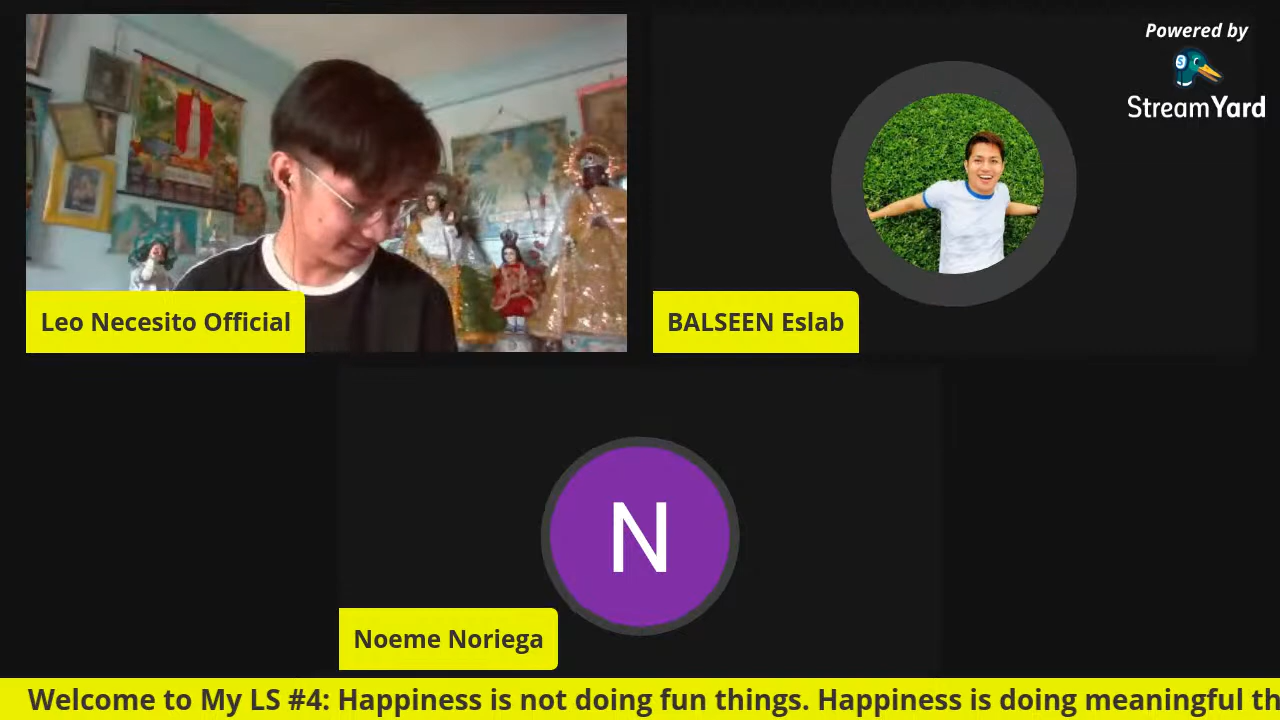 Powered by
StreamYard
Leo Necesito Official
BALSEEN Eslab
N
Noeme Noriega
Welcome to My LS #4: Happiness is not doing fun things. Happiness is doing meaningful th